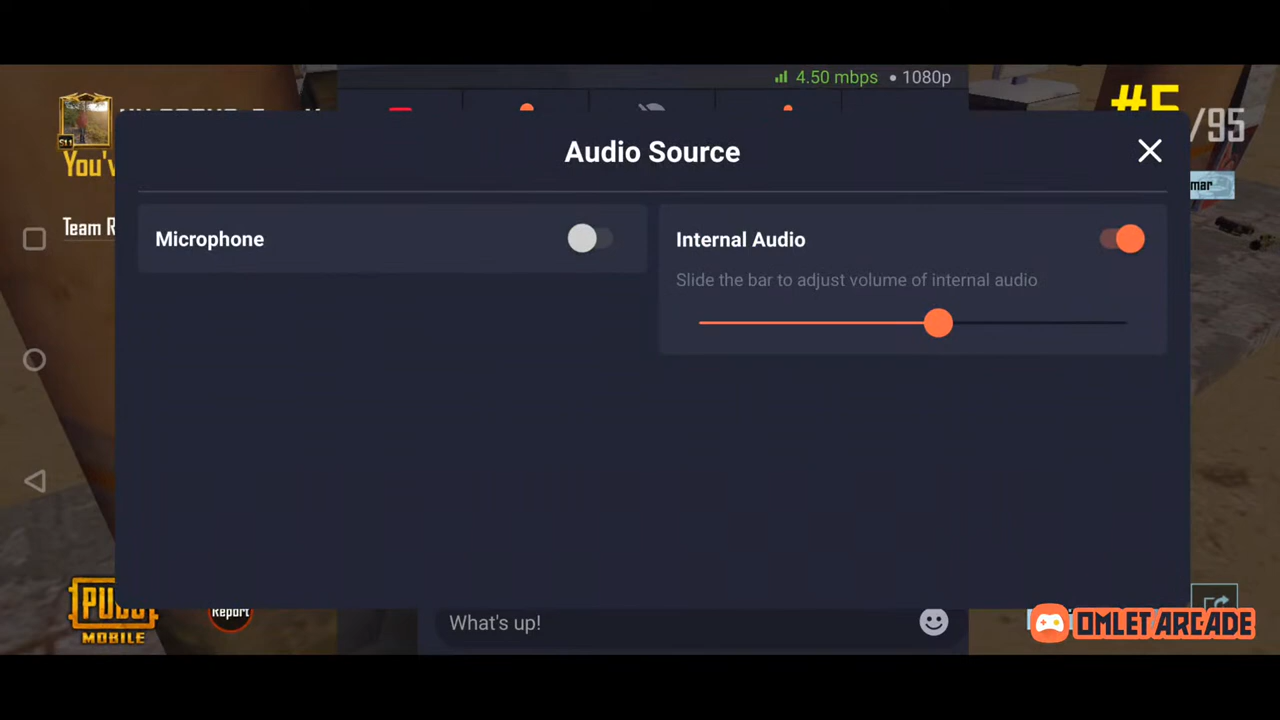 4.50 mbps • 1080p
#5
/95
You'v
Audio Source
mar
Team R
Microphone
Internal Audio
Slide the bar to adjust volume of internal audio
PUBG
MOBILE
Report
What's up!
OMLET ARCADE